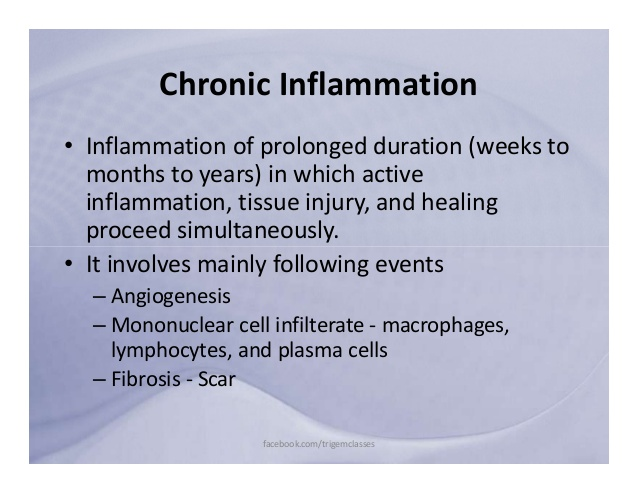 Chronic Inflammation
• Inflammation of prolonged duration (weeks to
months to years) in which active
inflammation, tissue injury, and healing
proceed simultaneously.
• It involves mainly following events
– Angiogenesis
– Mononuclear cell infilterate - macrophages,
lymphocytes, and plasma cells
– Fibrosis - Scar
facebook.com/trigemclasses